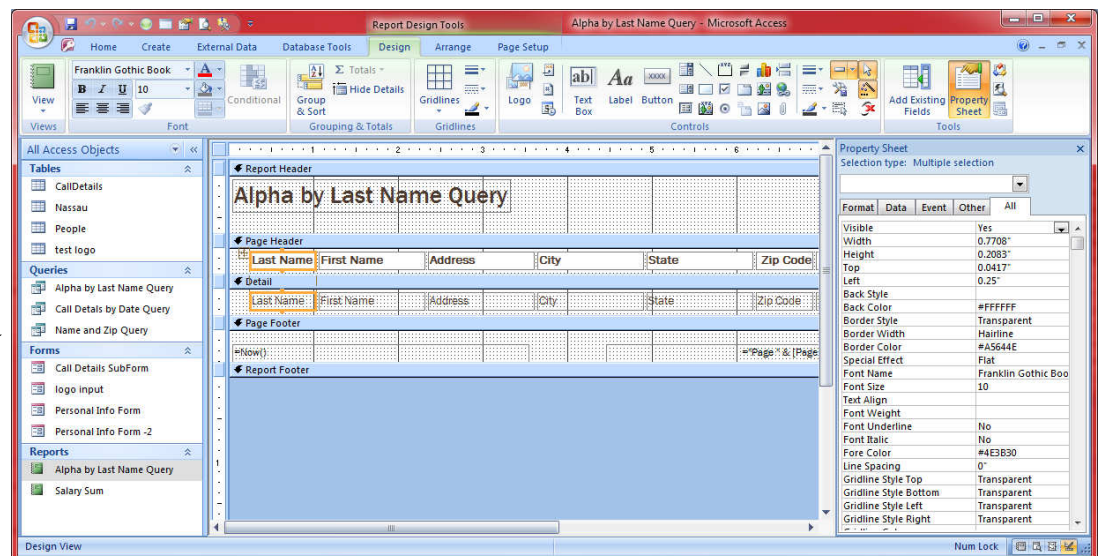 Report Design Tools
Alpha by Last Name Query - Microsoft Access
Home Create External Data Database Tools Design Arrange Page Setup
Franklin Gothic Book
B I U 10
View
Views
Font
Conditional
Group & Sort
Σ Totals
Hide Details
Grouping & Totals
Gridlines
Gridlines
Logo
ab|
Text Box
Aa
Label
xxxx
Button
Controls
Add Existing Fields
Property Sheet
Tools
All Access Objects
Tables
CallDetails
Nassau
People
test logo
Queries
Alpha by Last Name Query
Call Detals by Date Query
Name and Zip Query
Forms
Call Details SubForm
logo input
Personal Info Form
Personal Info Form -2
Reports
Alpha by Last Name Query
Salary Sum
1 2 3 4 5 6
Report Header
Alpha by Last Name Query
Page Header
Last Name First Name Address City State Zip Code
Detail
Last Name First Name Address City State Zip Code
Page Footer
=Now() ="Page " & [Page
Report Footer
1
Property Sheet
Selection type: Multiple selection
Format Data Event Other All
Visible Yes
Width 0.7708"
Height 0.2083"
Top 0.0417"
Left 0.25"
Back Style
Back Color #FFFFFF
Border Style Transparent
Border Width Hairline
Border Color #A5644E
Special Effect Flat
Font Name Franklin Gothic Boo
Font Size 10
Text Align
Font Weight
Font Underline No
Font Italic No
Fore Color #4E3B30
Line Spacing 0"
Gridline Style Top Transparent
Gridline Style Bottom Transparent
Gridline Style Left Transparent
Gridline Style Right Transparent
Design View
Num Lock